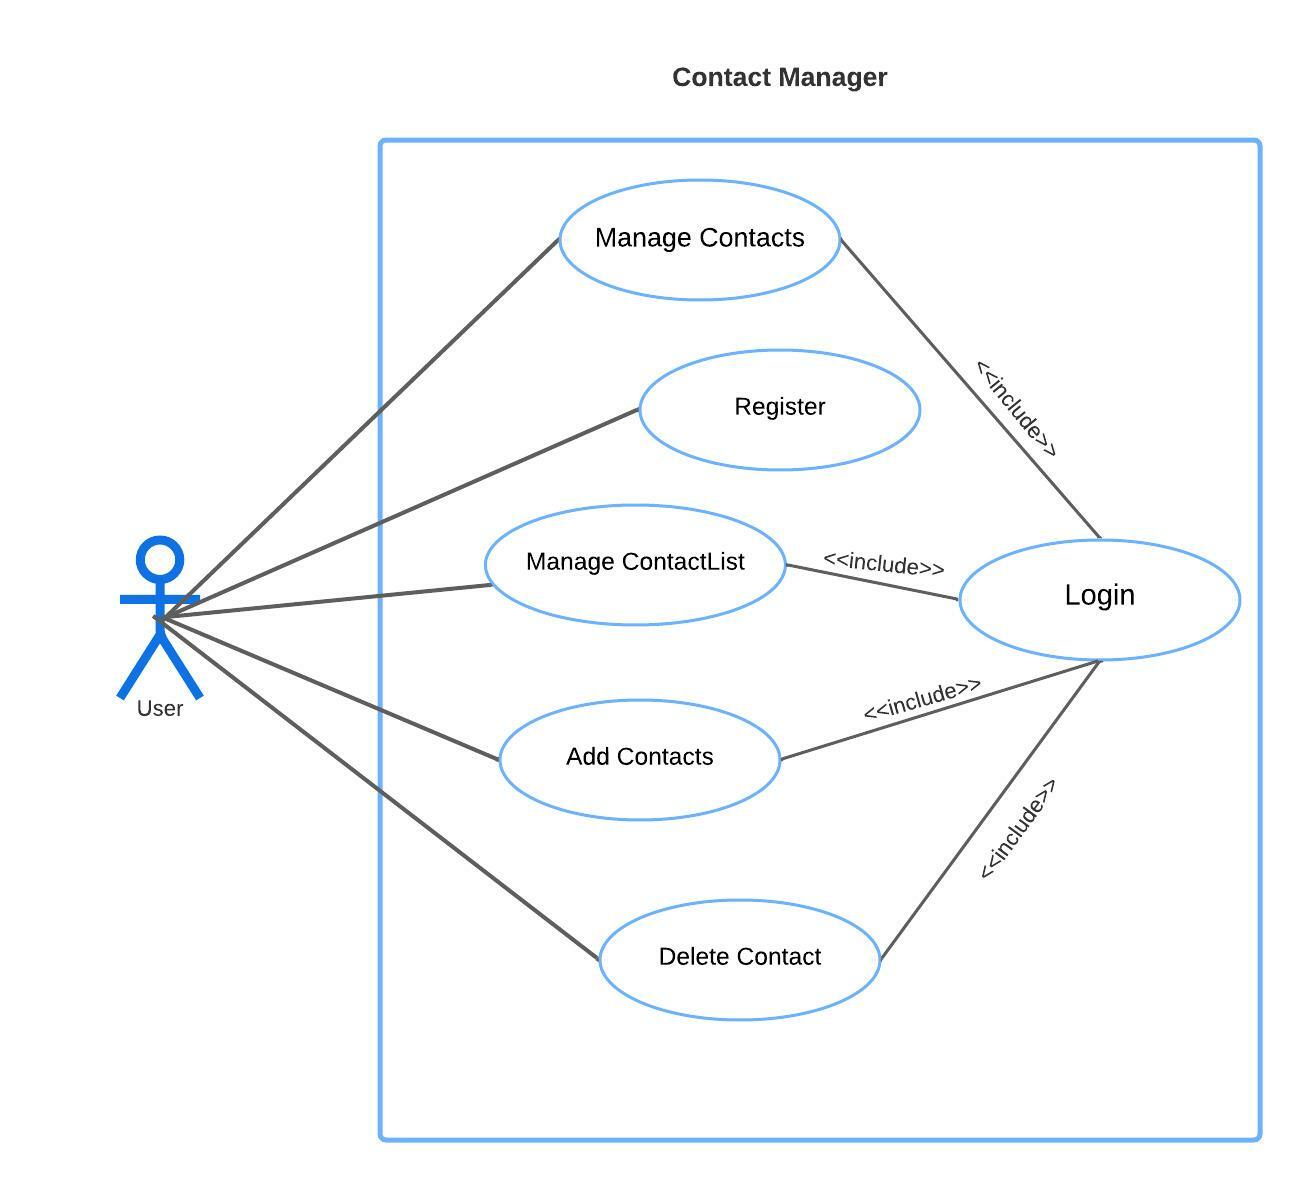 Contact Manager
Manage Contacts
<<include>>
Register
Manage ContactList
<<include>>
Login
User
<<include>>
Add Contacts
<<include>>
Delete Contact